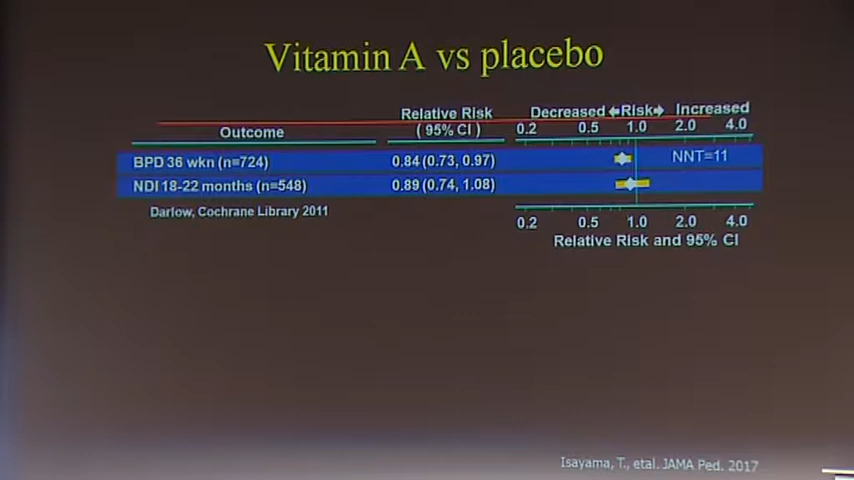 Vitamin A vs placebo
Relative Risk Decreased Risk Increased
Outcome ( 95% CI ) 0.2 0.5 1.0 2.0 4.0
BPD 36 wkn (n=724) 0.84 (0.73, 0.97) NNT=11
NDI 18-22 months (n=548) 0.89 (0.74, 1.08)
Darlow, Cochrane Library 2011 0.2 0.5 1.0 2.0 4.0
Relative Risk and 95% CI
Isayama, T., etal. JAMA Ped. 2017